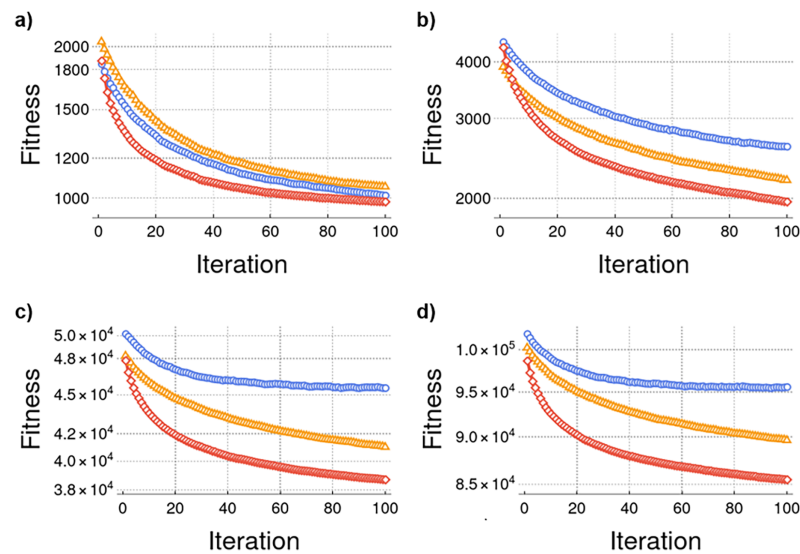 a)
Fitness
2000
1800
1500
1200
1000
0 20 40 60 80 100
Iteration
b)
Fitness
4000
3000
2000
0 20 40 60 80 100
Iteration
c)
Fitness
5.0 × 10⁴
4.8 × 10⁴
4.5 × 10⁴
4.2 × 10⁴
4.0 × 10⁴
3.8 × 10⁴
0 20 40 60 80 100
Iteration
d)
Fitness
1.0 × 10⁵
9.5 × 10⁴
9.0 × 10⁴
8.5 × 10⁴
0 20 40 60 80 100
Iteration